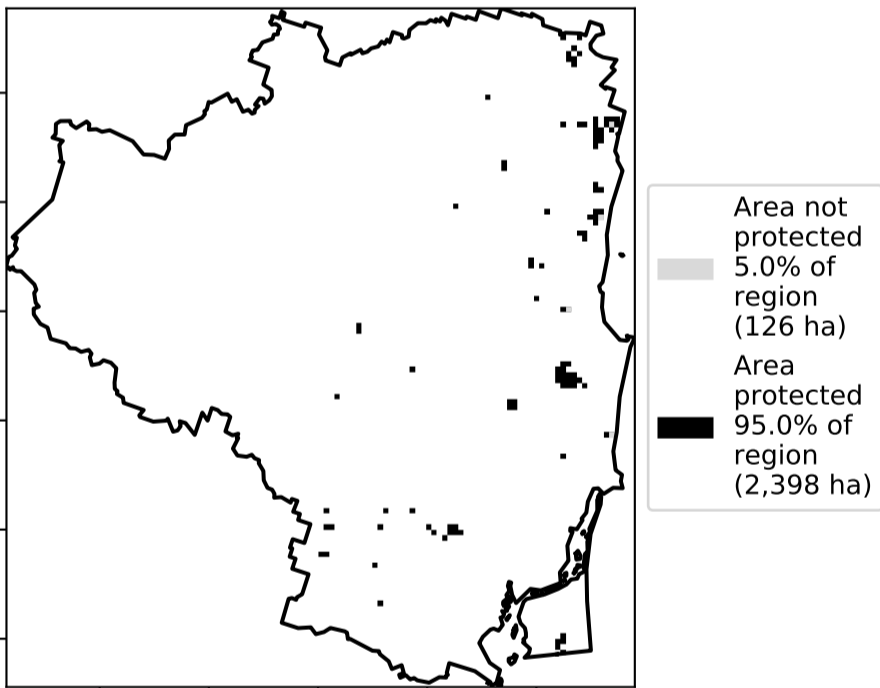 Area not
protected
5.0% of
region
(126 ha)
Area
protected
95.0% of
region
(2,398 ha)